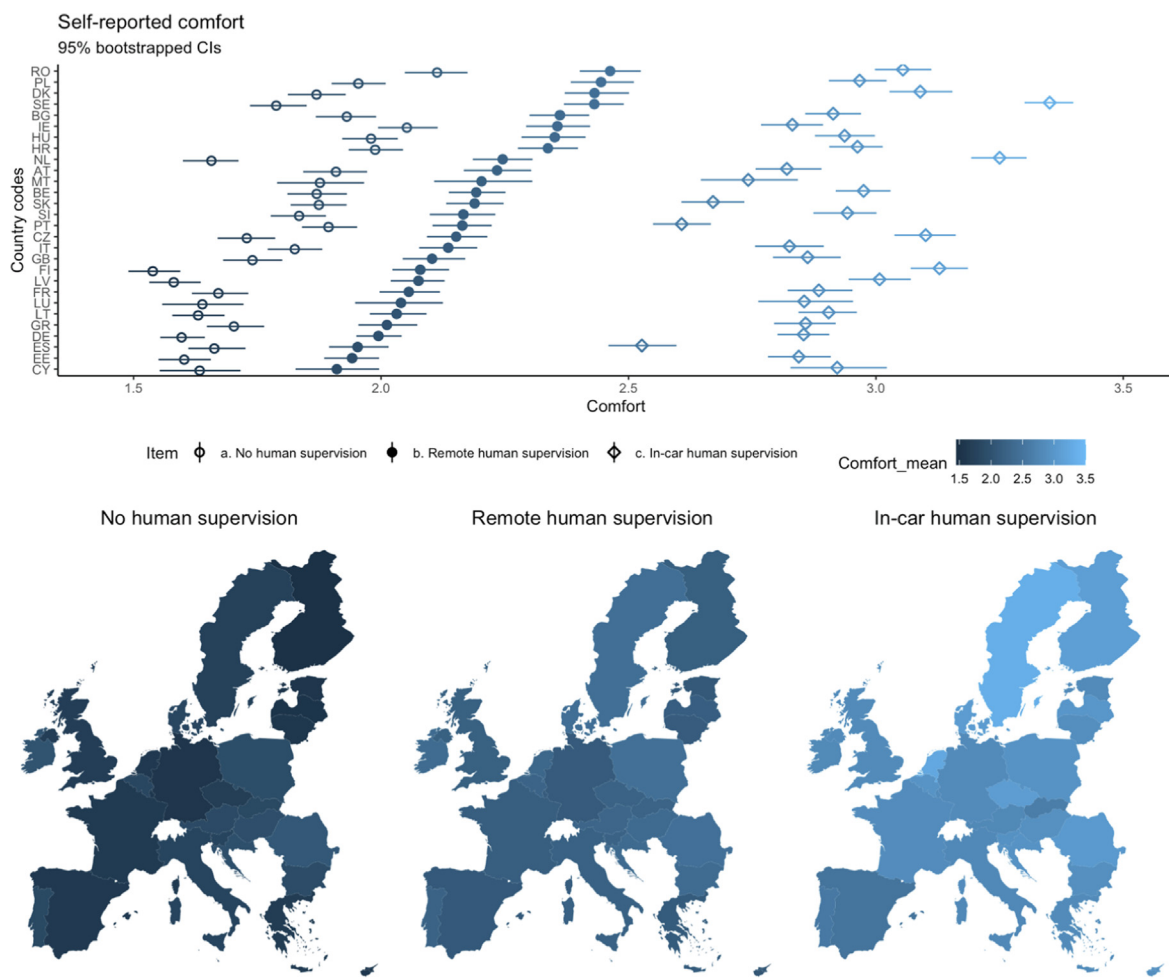 Self-reported comfort
95% bootstrapped CIs
Country codes
RO
PL
DK
SE
BG
IE
HU
HR
NL
AT
MT
BE
SK
SI
PT
CZ
IT
GB
FI
LV
FR
LU
LT
GR
DE
ES
EE
CY
1.5 2.0 2.5 3.0 3.5
Comfort
Item a. No human supervision b. Remote human supervision c. In-car human supervision
Comfort_mean
1.5 2.0 2.5 3.0 3.5
No human supervision Remote human supervision In-car human supervision